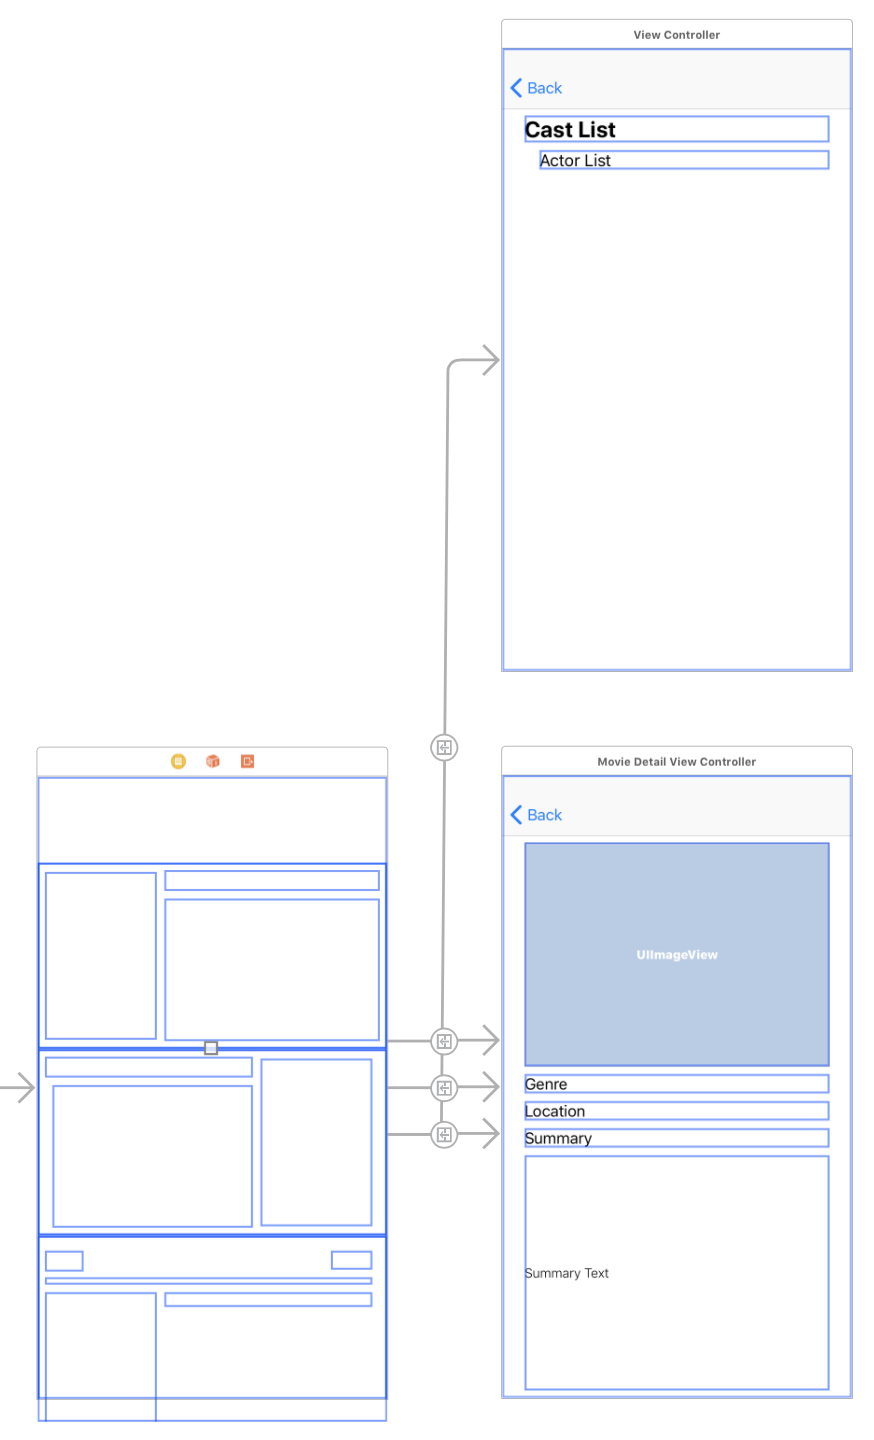 View Controller
Back
Cast List
Actor List
Movie Detail View Controller
Back
UIImageView
Genre
Location
Summary
Summary Text